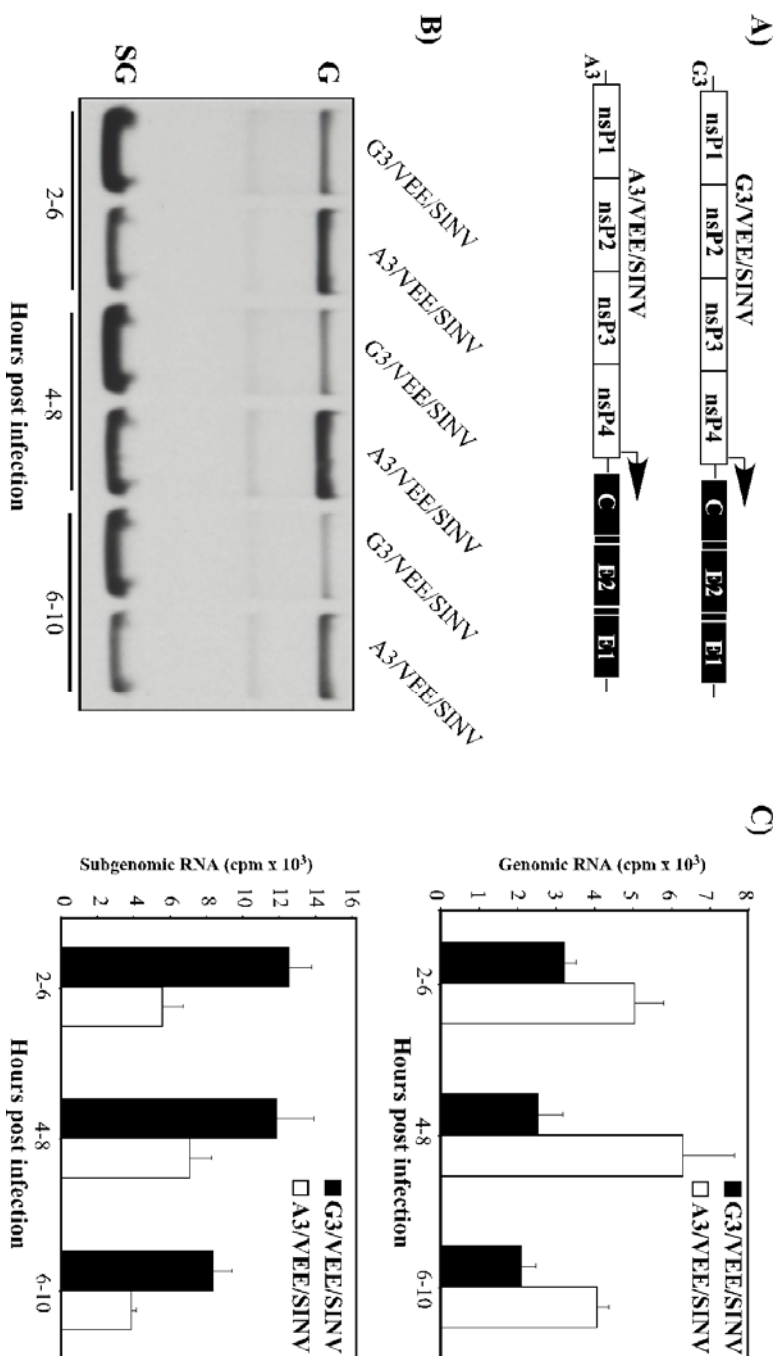 A)
G3/VEE/SINV
G3
nsP1 nsP2 nsP3 nsP4 C E2 E1
A3/VEE/SINV
A3
nsP1 nsP2 nsP3 nsP4 C E2 E1
B)
G3/VEE/SINV A3/VEE/SINV G3/VEE/SINV A3/VEE/SINV G3/VEE/SINV A3/VEE/SINV
G
SG
2-6 4-8 6-10
Hours post infection
C)
Genomic RNA (cpm x 10³)
8
7
6
5
4
3
2
1
0
G3/VEE/SINV
A3/VEE/SINV
2-6 4-8 6-10
Hours post infection
Subgenomic RNA (cpm x 10³)
16
12
10
8
6
4
2
0
G3/VEE/SINV
A3/VEE/SINV
2-6 4-8 6-10
Hours post infection